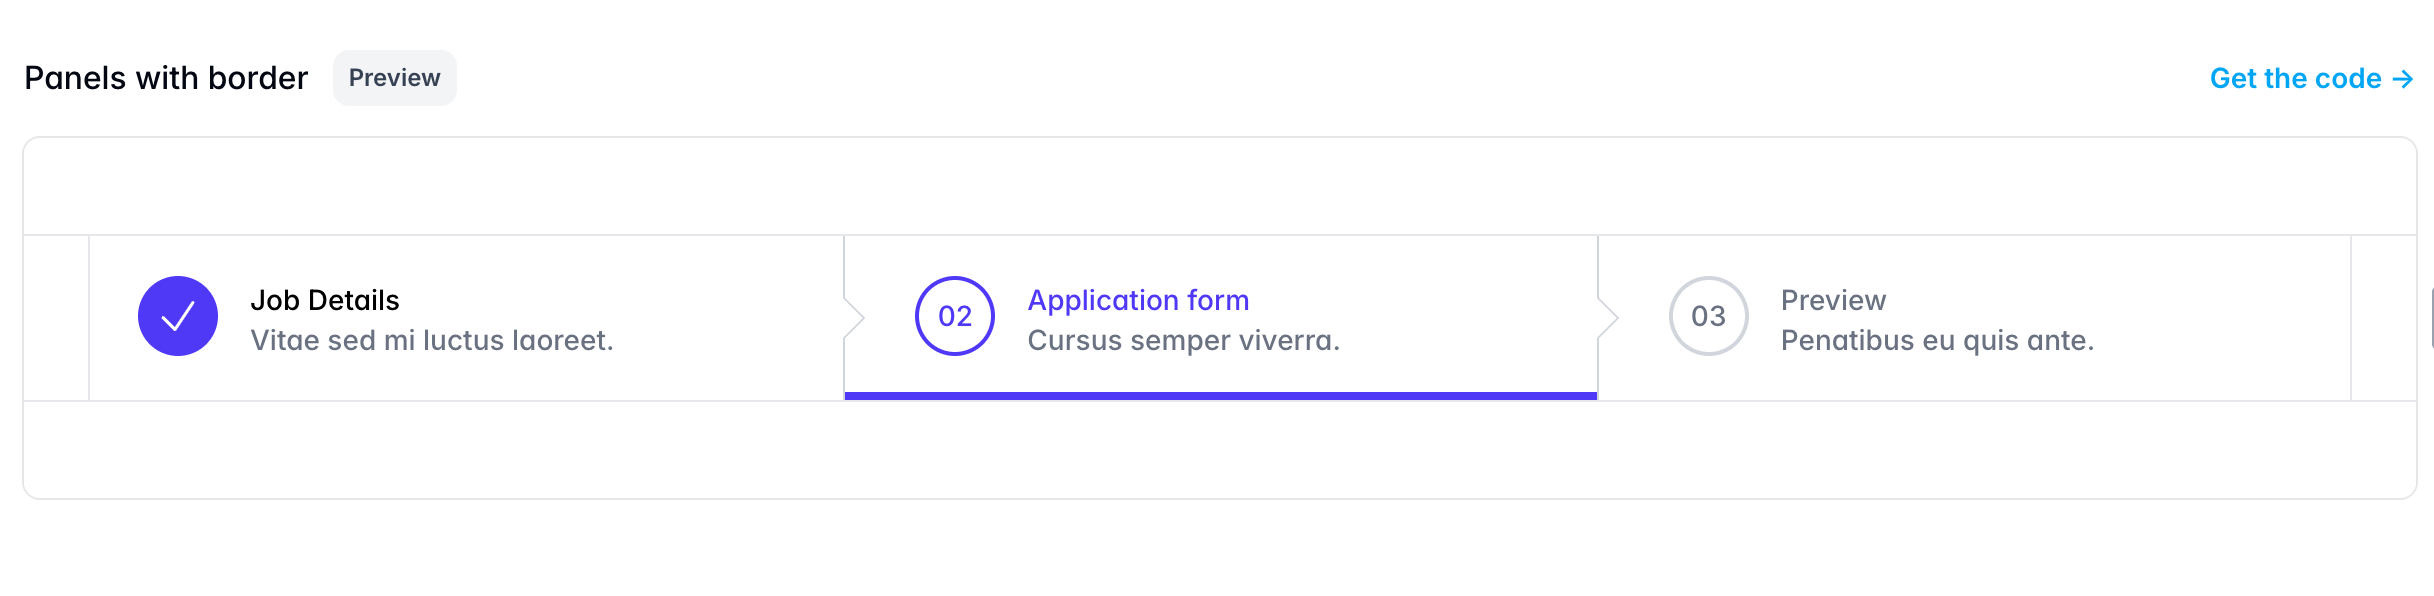 Panels with border Preview Get the code →
Job Details
Vitae sed mi luctus laoreet.
02
Application form
Cursus semper viverra.
03
Preview
Penatibus eu quis ante.